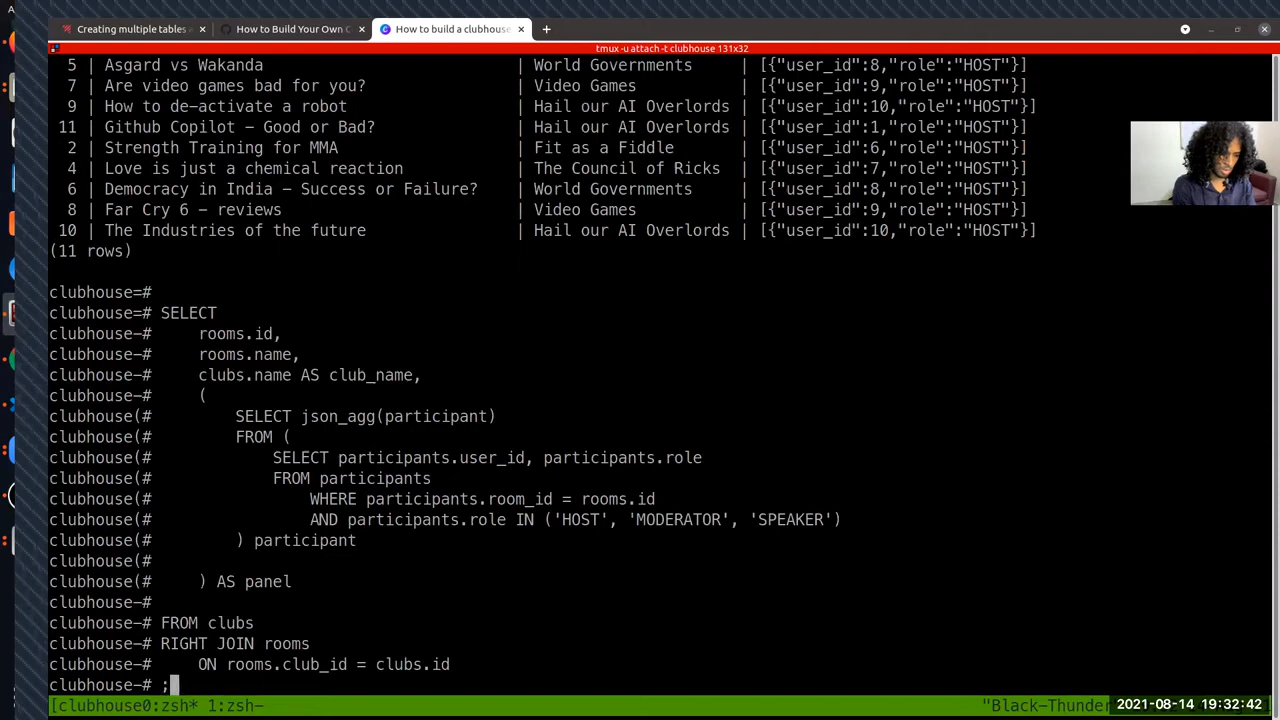 Creating multiple tables
How to Build Your Own C
How to build a clubhouse
tmux -u attach -t clubhouse 131x32
5 | Asgard vs Wakanda | World Governments | [{"user_id":8,"role":"HOST"}]
7 | Are video games bad for you? | Video Games | [{"user_id":9,"role":"HOST"}]
9 | How to de-activate a robot | Hail our AI Overlords | [{"user_id":10,"role":"HOST"}]
11 | Github Copilot – Good or Bad? | Hail our AI Overlords | [{"user_id":1,"role":"HOST"}]
2 | Strength Training for MMA | Fit as a Fiddle | [{"user_id":6,"role":"HOST"}]
4 | Love is just a chemical reaction | The Council of Ricks | [{"user_id":7,"role":"HOST"}]
6 | Democracy in India – Success or Failure? | World Governments | [{"user_id":8,"role":"HOST"}]
8 | Far Cry 6 – reviews | Video Games | [{"user_id":9,"role":"HOST"}]
10 | The Industries of the future | Hail our AI Overlords | [{"user_id":10,"role":"HOST"}]
(11 rows)
clubhouse=#
clubhouse=# SELECT
clubhouse-# rooms.id,
clubhouse-# rooms.name,
clubhouse-# clubs.name AS club_name,
clubhouse-# (
clubhouse(# SELECT json_agg(participant)
clubhouse(# FROM (
clubhouse(# SELECT participants.user_id, participants.role
clubhouse(# FROM participants
clubhouse(# WHERE participants.room_id = rooms.id
clubhouse(# AND participants.role IN ('HOST', 'MODERATOR', 'SPEAKER')
clubhouse(# ) participant
clubhouse(#
clubhouse(# ) AS panel
clubhouse-#
clubhouse-# FROM clubs
clubhouse-# RIGHT JOIN rooms
clubhouse-# ON rooms.club_id = clubs.id
clubhouse-# ;
[clubhouse0:zsh* 1:zsh- "Black-Thunder 2021-08-14 19:32:42